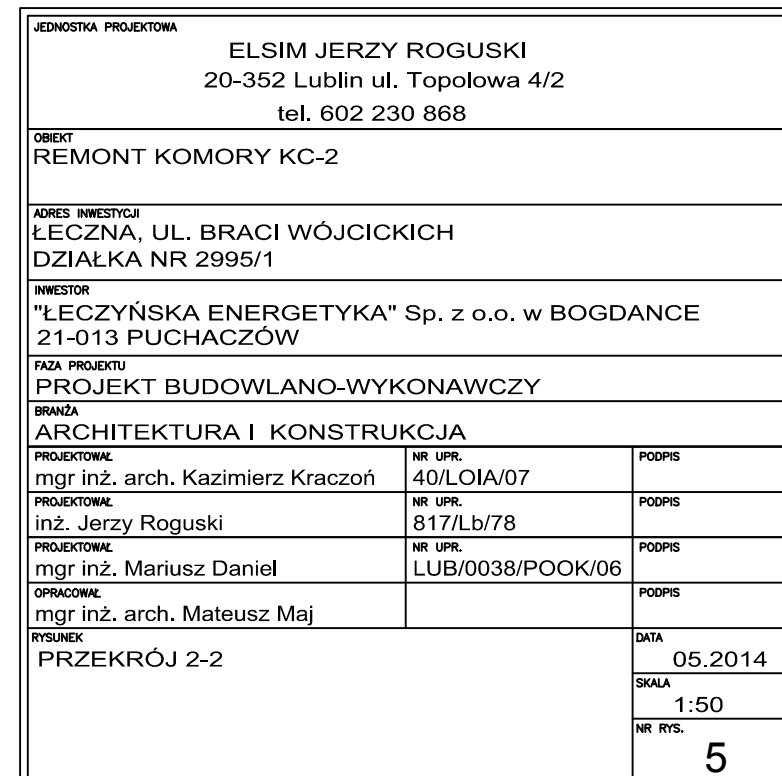 JEDNOSTKA PROJEKTOWA
ELSIM JERZY ROGUSKI
20-352 Lublin ul. Topolowa 4/2
tel. 602 230 868
OBIEKT
REMONT KOMORY KC-2
ADRES INWESTYCJI
ŁECZNA, UL. BRACI WÓJCICKICH
DZIAŁKA NR 2995/1
INWESTOR
"ŁECZYŃSKA ENERGETYKA" Sp. z o.o. w BOGDANCE
21-013 PUCHACZÓW
FAZA PROJEKTU
PROJEKT BUDOWLANO-WYKONAWCZY
BRANŻA
ARCHITEKTURA I KONSTRUKCJA
PROJEKTOWAŁ NR UPR. PODPIS
mgr inż. arch. Kazimierz Kraczoń 40/LOIA/07
PROJEKTOWAŁ NR UPR. PODPIS
inż. Jerzy Roguski 817/Lb/78
PROJEKTOWAŁ NR UPR. PODPIS
mgr inż. Mariusz Daniel LUB/0038/POOK/06
OPRACOWAŁ PODPIS
mgr inż. arch. Mateusz Maj
RYSUNEK DATA
PRZEKRÓJ 2-2 05.2014
SKALA
1:50
NR RYS.
5